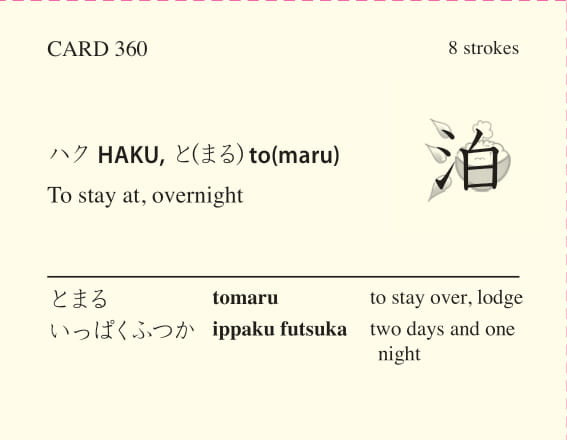 CARD 360 8 strokes
ハク HAKU, と(まる) to(maru)
To stay at, overnight
泊
とまる tomaru to stay over, lodge
いっぱくふつか ippaku futsuka two days and one
night